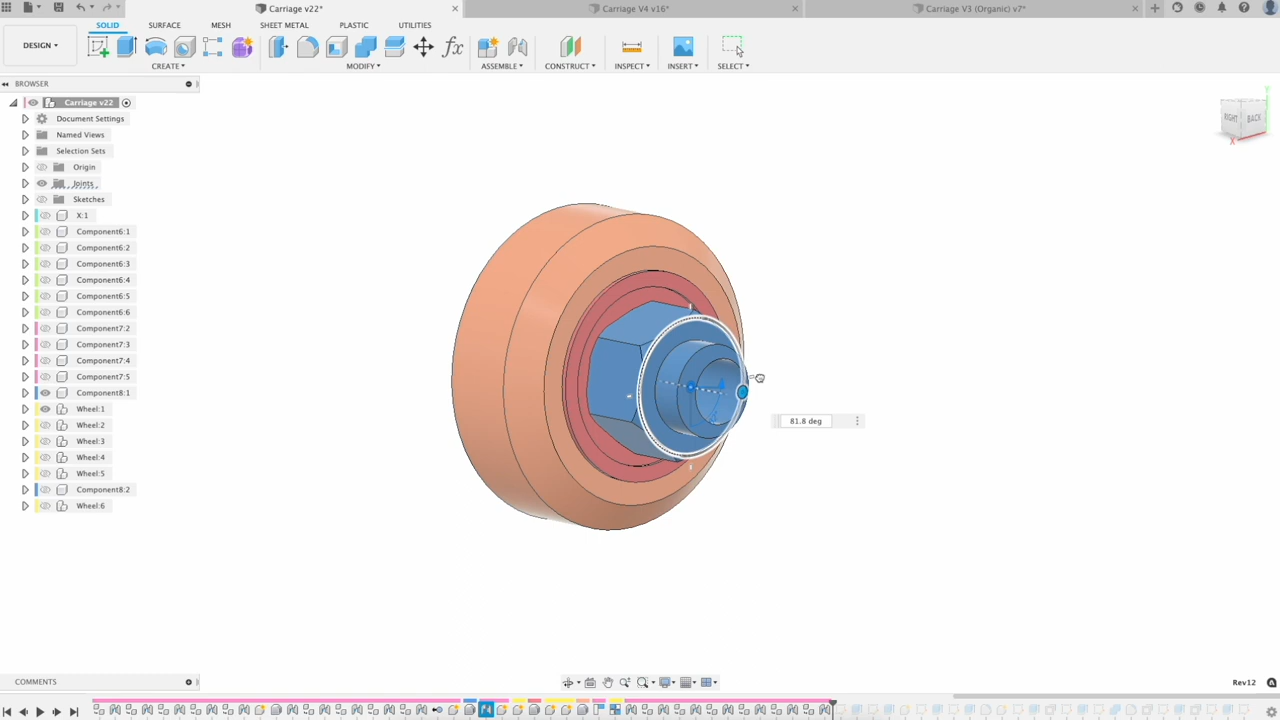 Carriage v22*
Carriage V4 v16*
Carriage V3 (Organic) v7*
SOLID
SURFACE
MESH
SHEET METAL
PLASTIC
UTILITIES
DESIGN
CREATE
MODIFY
ASSEMBLE
CONSTRUCT
INSPECT
INSERT
SELECT
BROWSER
Carriage v22
Document Settings
Named Views
Selection Sets
Origin
Joints
Sketches
X:1
Component6:1
Component6:2
Component6:3
Component6:4
Component6:5
Component6:6
Component7:2
Component7:3
Component7:4
Component7:5
Component8:1
Wheel:1
Wheel:2
Wheel:3
Wheel:4
Wheel:5
Component8:2
Wheel:6
RIGHT
BACK
X
Y
81.8 deg
COMMENTS
Rev12